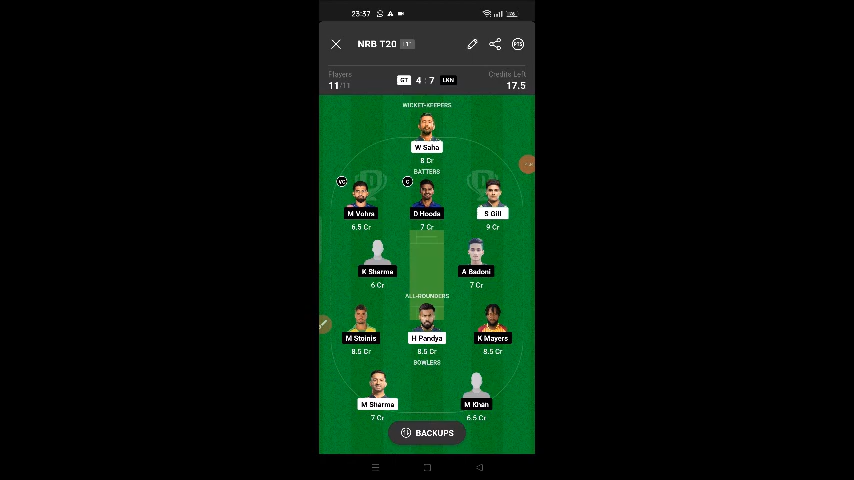 23:37
NRB T20 T1
PTS
Players
Credits Left
11/11
GT 4 : 7 LKN
17.5
WICKET-KEEPERS
W Saha
8 Cr
BATTERS
VC
C
M Vohra
D Hooda
S Gill
6.5 Cr
7 Cr
9 Cr
K Sharma
A Badoni
6 Cr
7 Cr
ALL-ROUNDERS
M Stoinis
H Pandya
K Mayers
8.5 Cr
8.5 Cr
8.5 Cr
BOWLERS
M Sharma
M Khan
7 Cr
6.5 Cr
BACKUPS